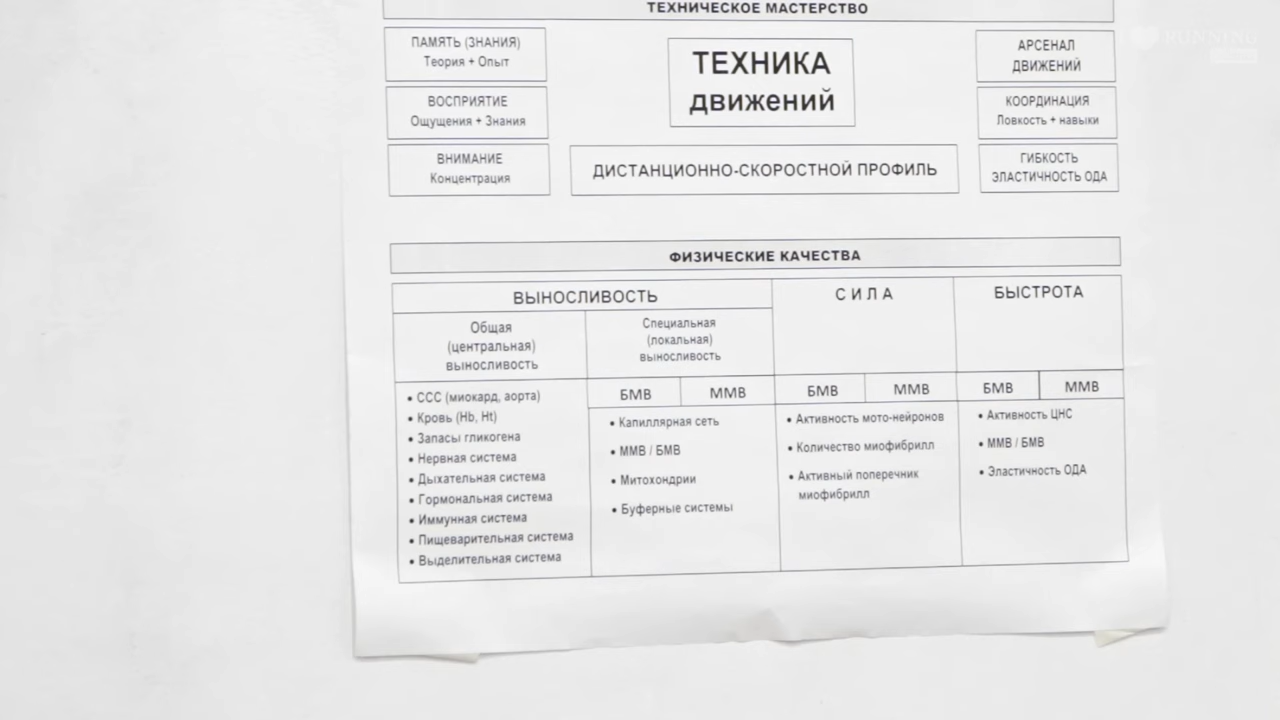 ТЕХНИЧЕСКОЕ МАСТЕРСТВО
ПАМЯТЬ (ЗНАНИЯ)
Теория + Опыт
ВОСПРИЯТИЕ
Ощущения + Знания
ВНИМАНИЕ
Концентрация
ТЕХНИКА
движений
ДИСТАНЦИОННО-СКОРОСТНОЙ ПРОФИЛЬ
АРСЕНАЛ
ДВИЖЕНИЙ
КООРДИНАЦИЯ
Ловкость + навыки
ГИБКОСТЬ
ЭЛАСТИЧНОСТЬ ОДА
ФИЗИЧЕСКИЕ КАЧЕСТВА
ВЫНОСЛИВОСТЬ
Общая
(центральная)
выносливость
• ССС (миокард, аорта)
• Кровь (Hb, Ht)
• Запасы гликогена
• Нервная система
• Дыхательная система
• Гормональная система
• Иммунная система
• Пищеварительная система
• Выделительная система
Специальная
(локальная)
выносливость
БМВ ММВ
• Капиллярная сеть
• ММВ / БМВ
• Митохондрии
• Буферные системы
СИЛА
БМВ ММВ
• Активность мото-нейронов
• Количество миофибрилл
• Активный поперечник
миофибрилл
БЫСТРОТА
БМВ ММВ
• Активность ЦНС
• ММВ / БМВ
• Эластичность ОДА
RUNNING